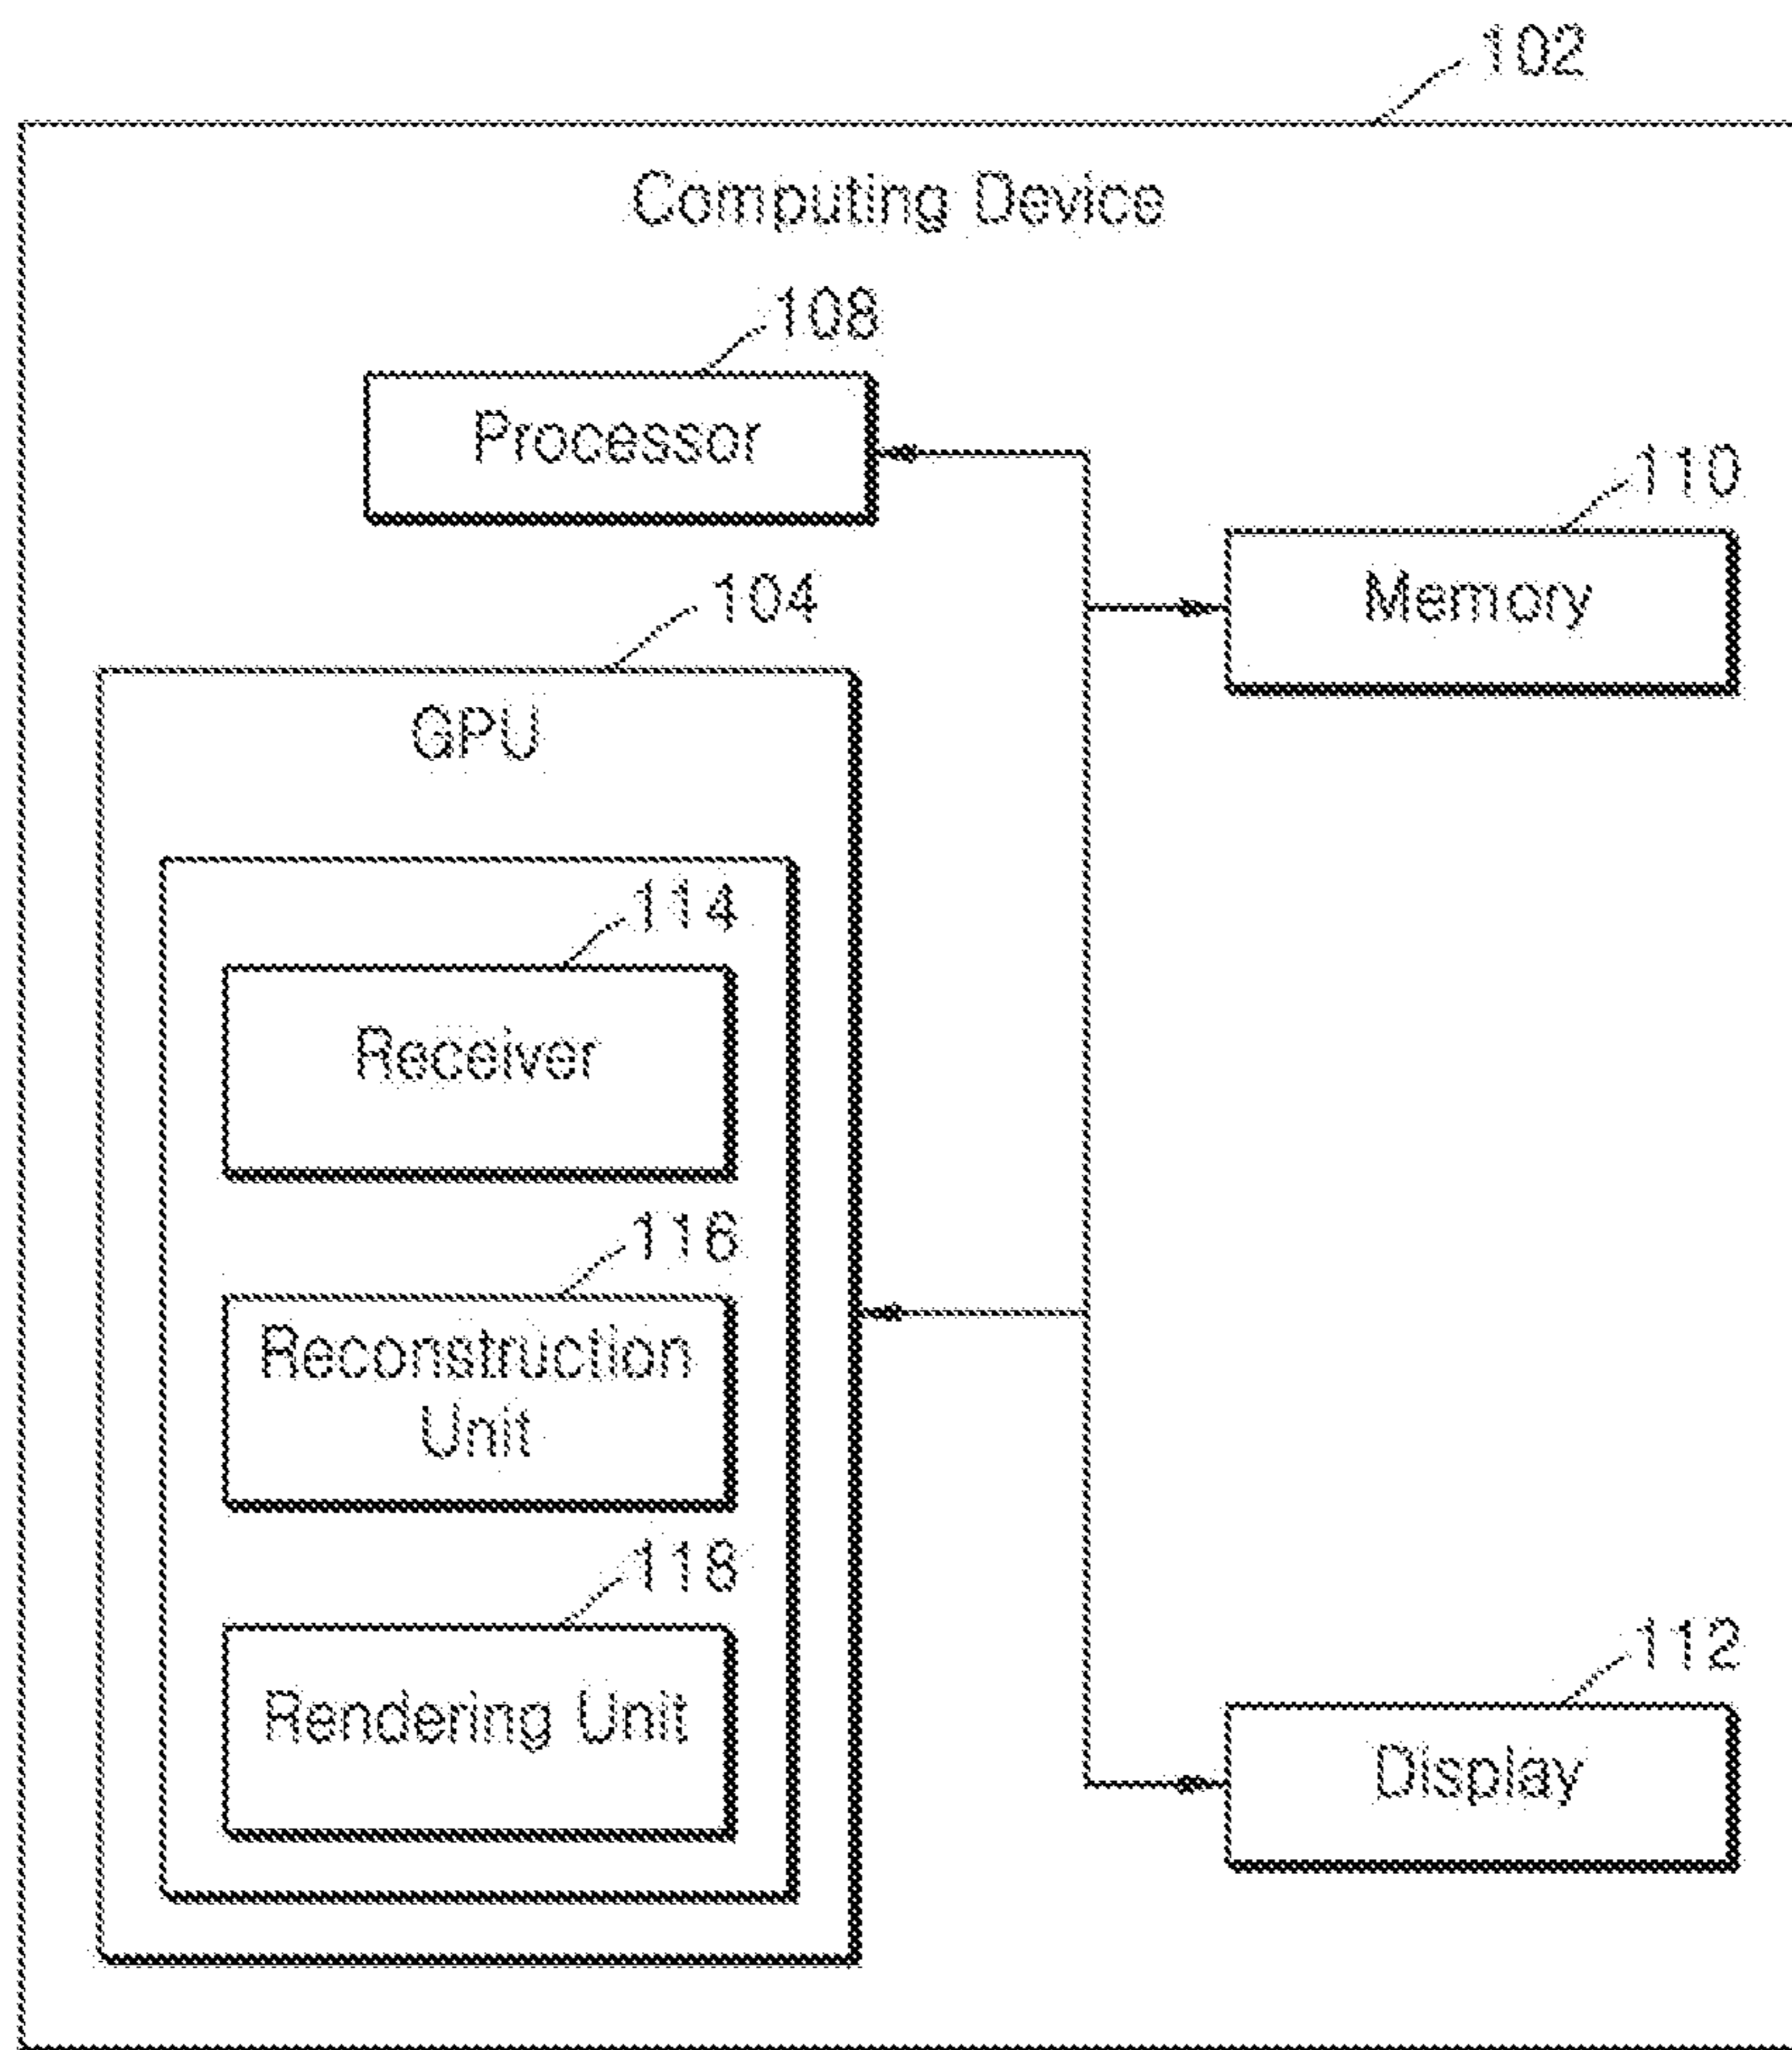 102
Computing Device
108
Processor
110
Memory
104
GPU
114
Receiver
116
Reconstruction
Unit
118
Rendering Unit
112
Display